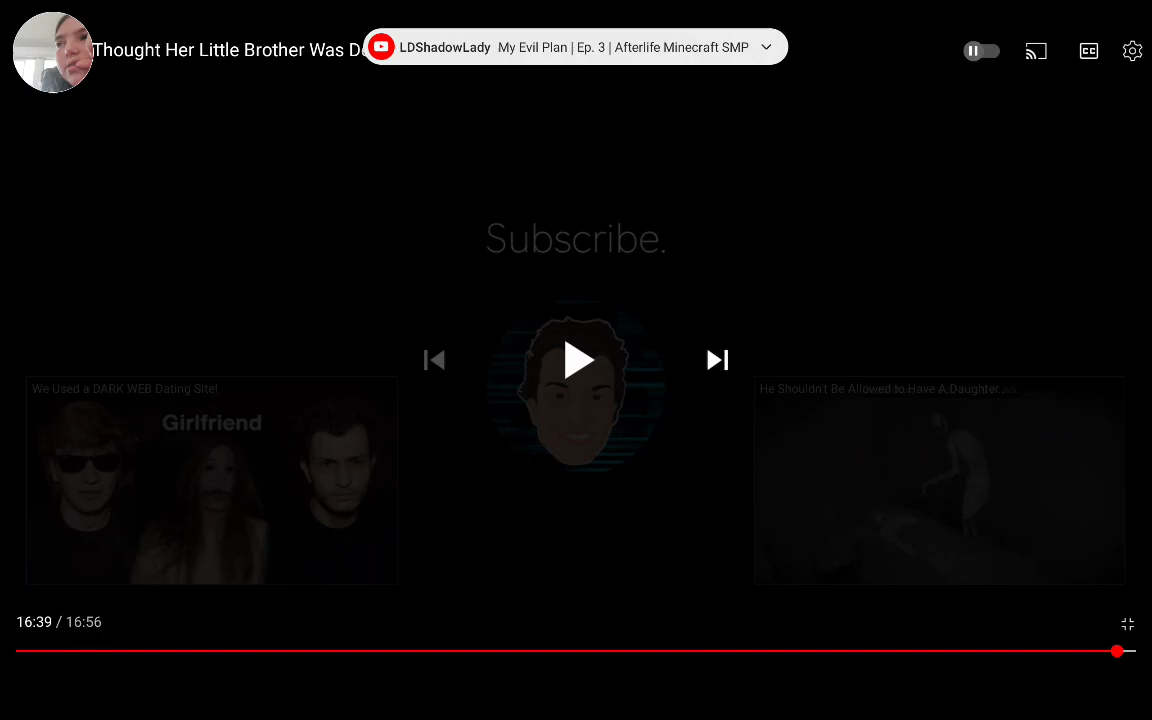 Thought Her Little Brother Was D
LDShadowLady My Evil Plan | Ep. 3 | Afterlife Minecraft SMP
CC
Subscribe.
We Used a DARK WEB Dating Site!
Girlfriend
He Shouldn't Be Allowed to Have A Daughter...
16:39 / 16:56